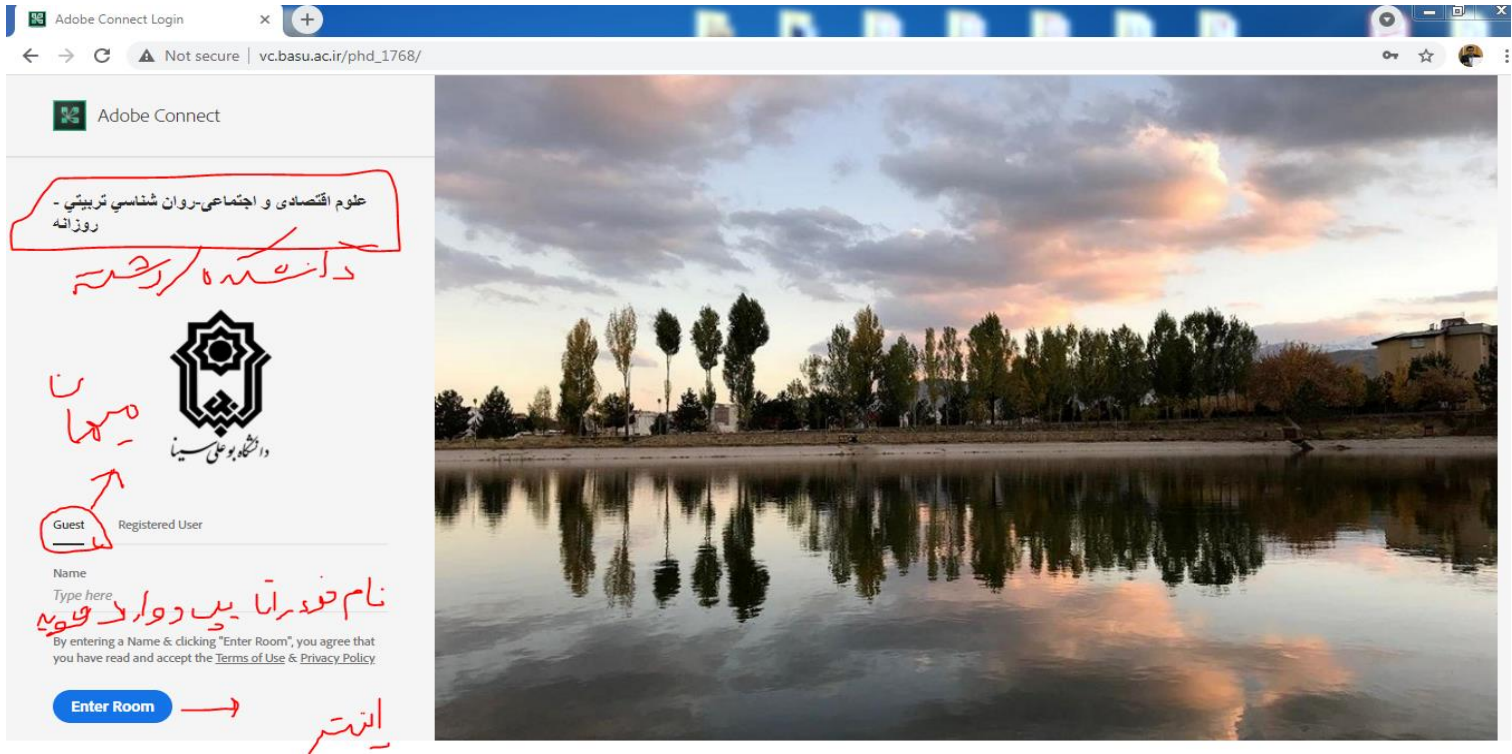 Adobe Connect Login
Not secure | vc.basu.ac.ir/phd_1768/
Adobe Connect
علوم اقتصادی و اجتماعی-روان شناسي تربيتي -
روزانه
دانشکده/رشته
دانشگاه بوعلی سینا
میهمان
Guest
Registered User
Name
Type here
نام خود را تایپ و وارد شوید
By entering a Name & clicking "Enter Room", you agree that
you have read and accept the Terms of Use & Privacy Policy
Enter Room
اینتر